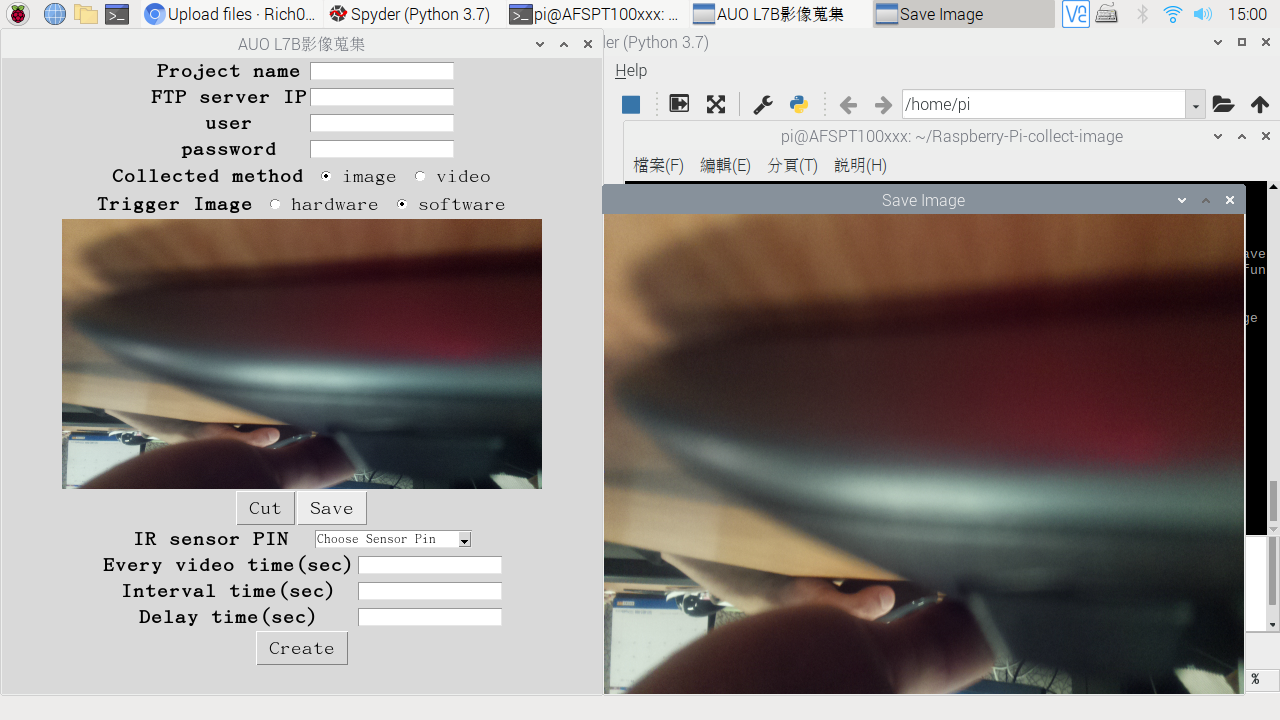 Upload files · Rich0...
Spyder (Python 3.7)
pi@AFSPT100xxx: ...
AUO L7B影像蒐集
Save Image
15:00
AUO L7B影像蒐集
Project name
FTP server IP
user
password
Collected method image video
Trigger Image hardware software
Cut Save
IR sensor PIN Choose Sensor Pin
Every video time(sec)
Interval time(sec)
Delay time(sec)
Create
der (Python 3.7)
Help
/home/pi
pi@AFSPT100xxx: ~/Raspberry-Pi-collect-image
檔案(F) 編輯(E) 分頁(T) 說明(H)
Save Image
ave
fun
ge
%